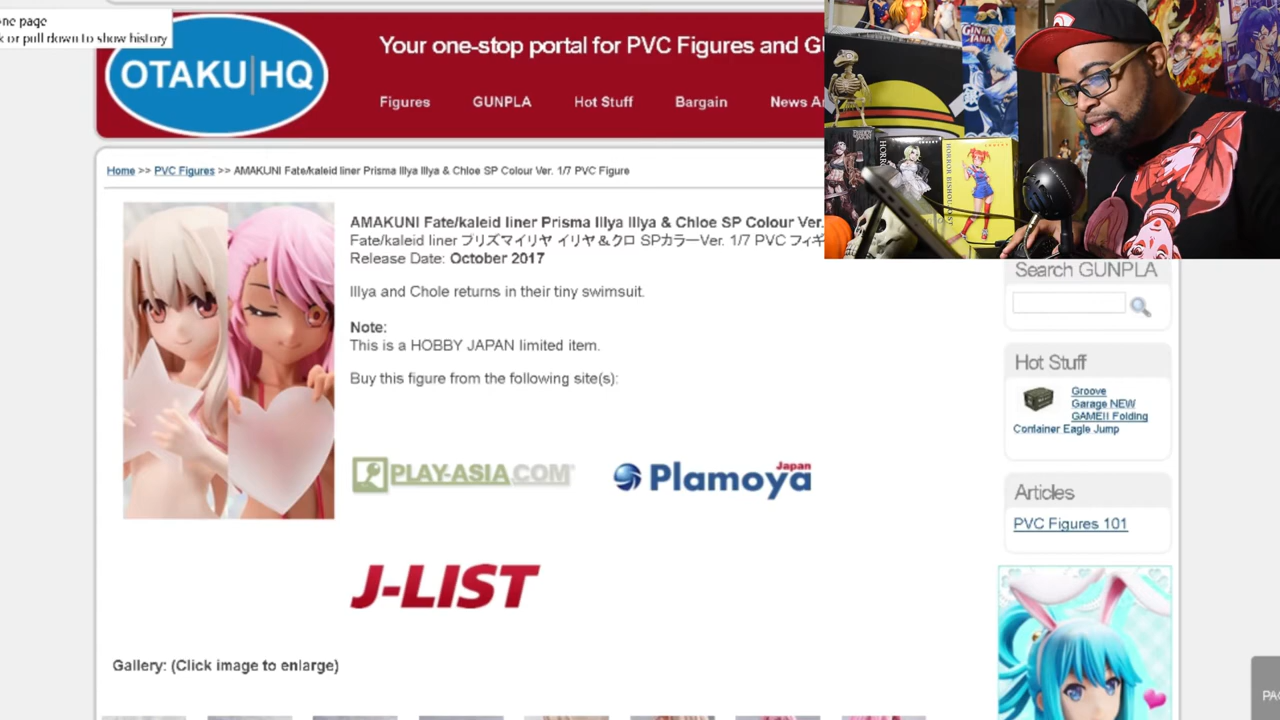 ne page
k or pull down to show history
OTAKU|HQ
Your one-stop portal for PVC Figures and
Figures GUNPLA Hot Stuff Bargain News
Home >> PVC Figures >> AMAKUNI Fate/kaleid liner Prisma Illya Illya & Chloe SP Colour Ver. 1/7 PVC Figure
AMAKUNI Fate/kaleid liner Prisma Illya Illya & Chloe SP Colour Ver.
Fate/kaleid liner プリズマイリヤ イリヤ&クロ SPカラーVer. 1/7 PVC フィギ
Release Date: October 2017
Illya and Chole returns in their tiny swimsuit.
Note:
This is a HOBBY JAPAN limited item.
Buy this figure from the following site(s):
PLAY-ASIA.COM
Plamoya Japan
J-LIST
Gallery: (Click image to enlarge)
GINTAMA
HORROR BISHOUJO
Search GUNPLA
Hot Stuff
Groove
Garage NEW
GAME!! Folding
Container Eagle Jump
Articles
PVC Figures 101